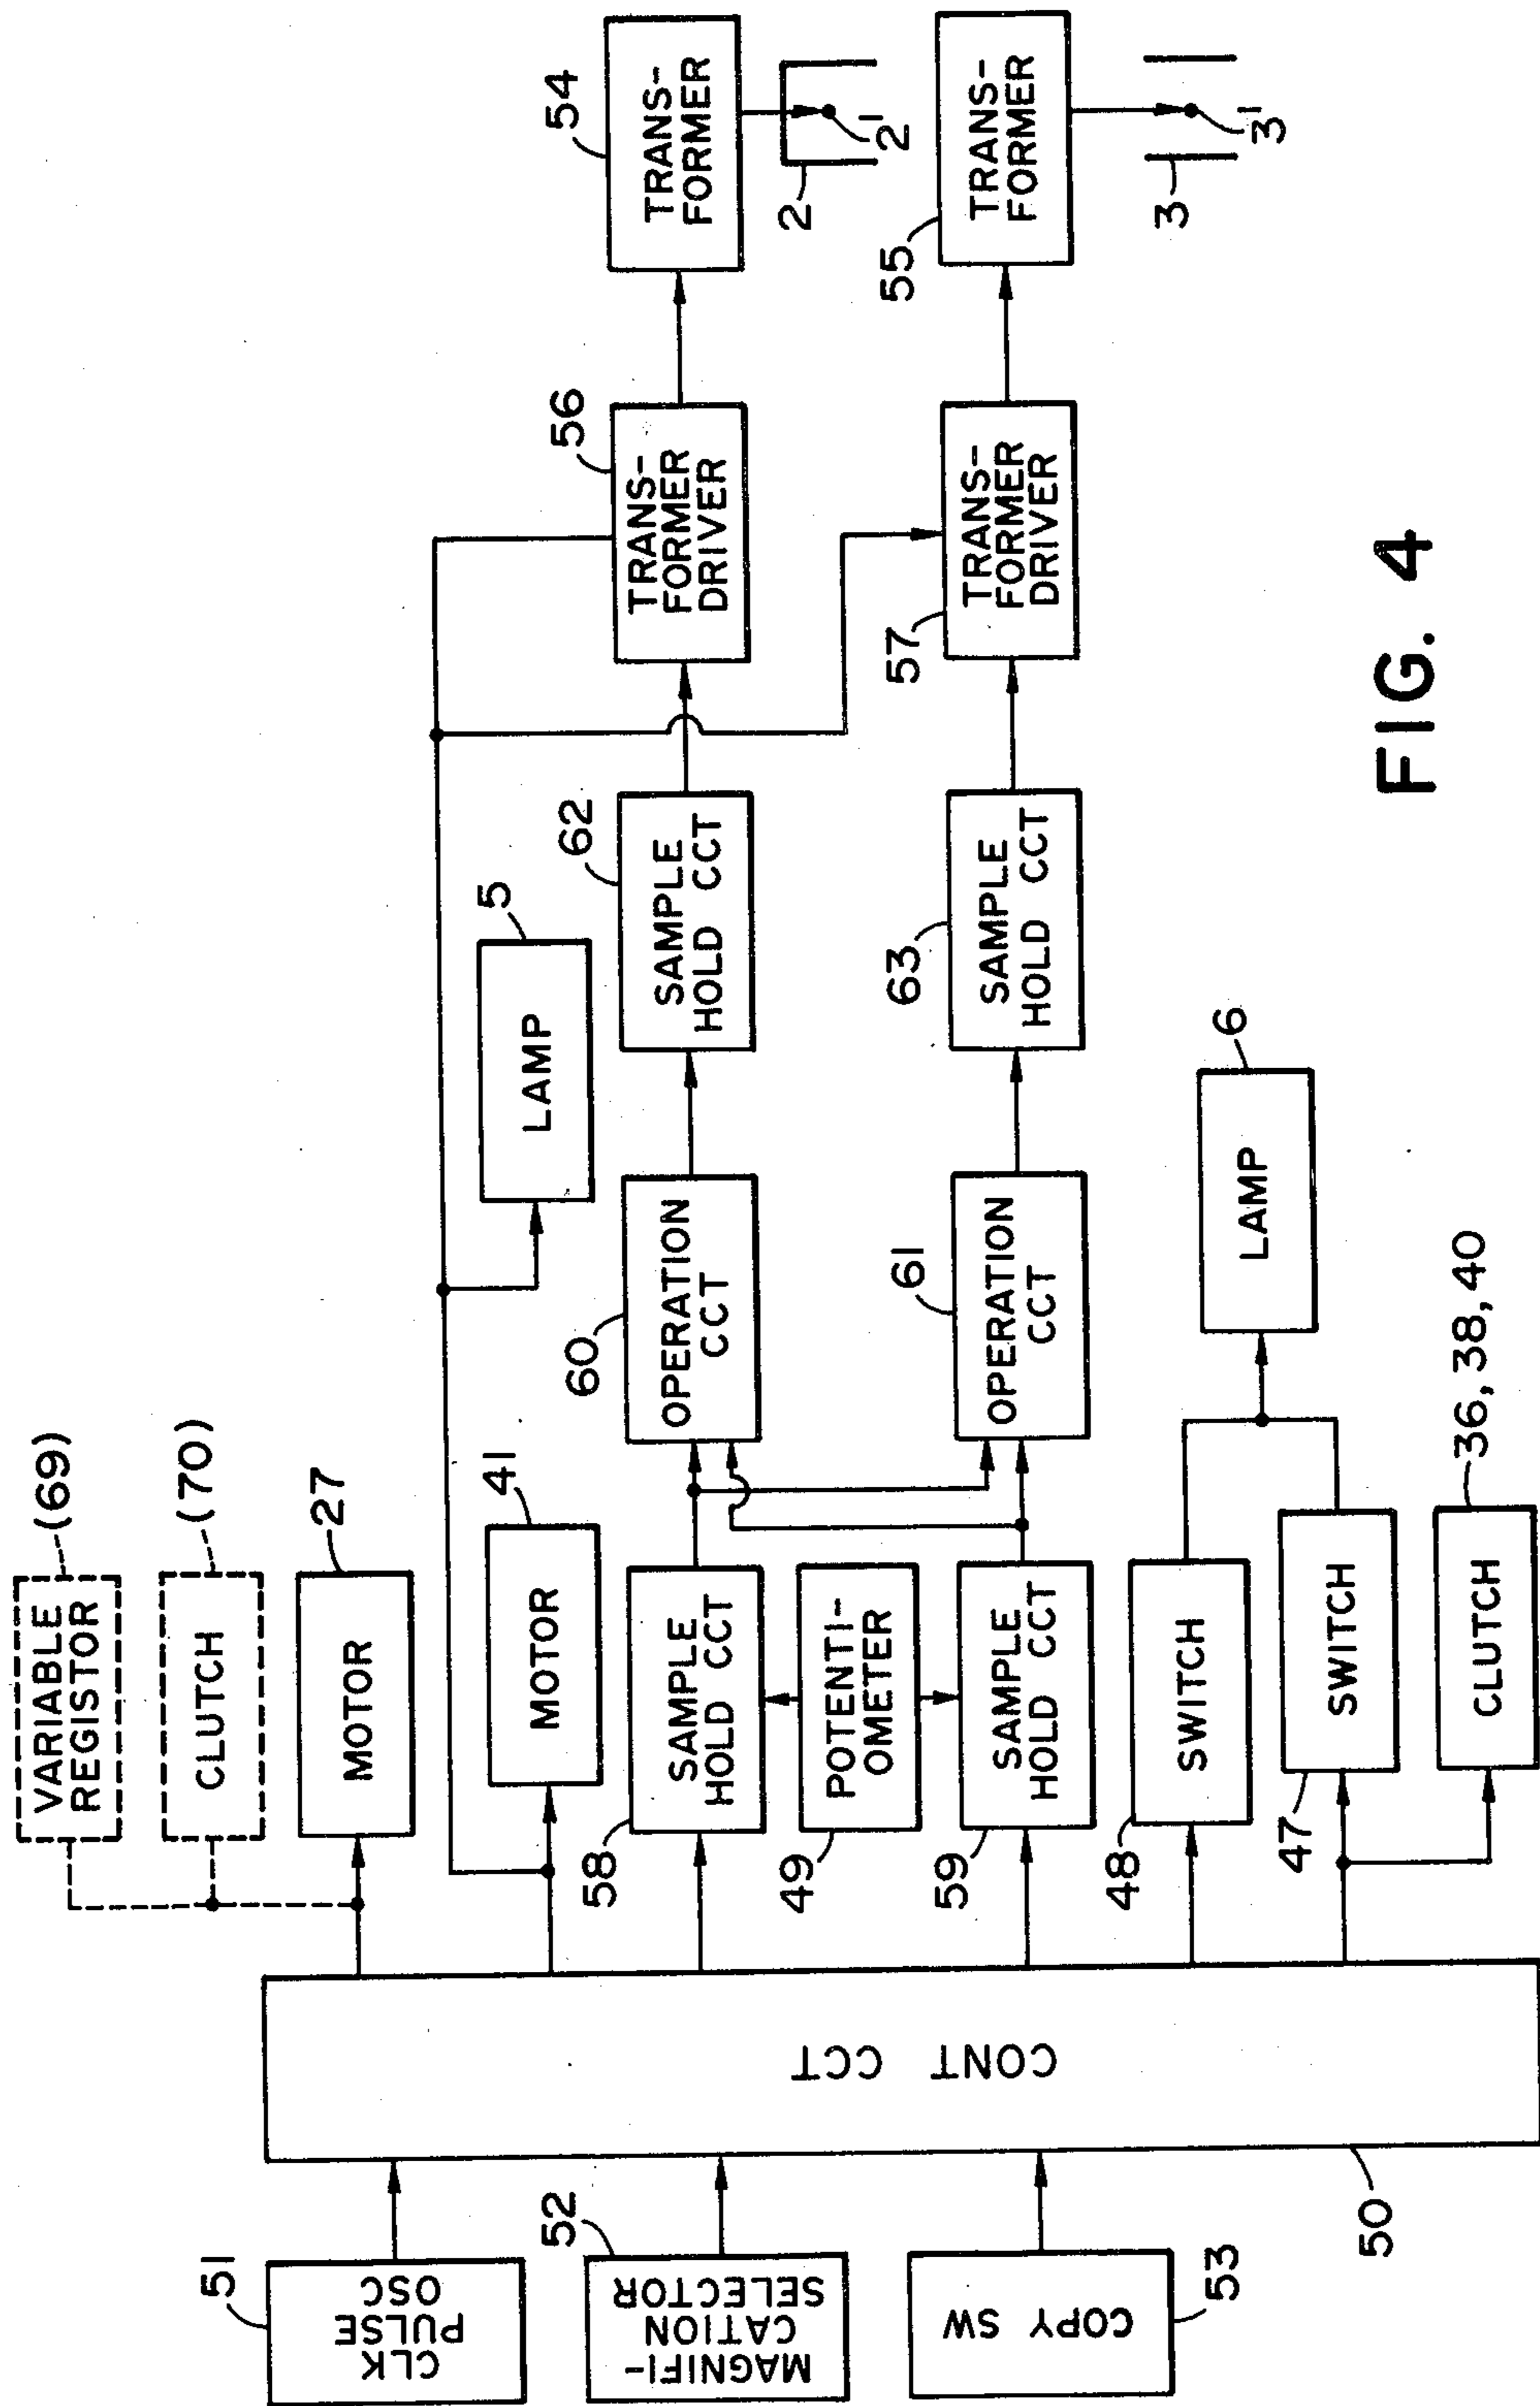 (69)
VARIABLE
REGISTOR
(70)
CLUTCH
27
MOTOR
41
MOTOR
5
LAMP
51
CLK
PULSE
OSC
52
MAGNIFI-
CATION
SELECTOR
53
COPY SW
50
CONT CCT
58
SAMPLE
HOLD CCT
49
POTENTI-
OMETER
59
SAMPLE
HOLD CCT
60
OPERATION
CCT
61
OPERATION
CCT
62
SAMPLE
HOLD CCT
63
SAMPLE
HOLD CCT
56
TRANS-
FORMER
DRIVER
57
TRANS-
FORMER
DRIVER
54
TRANS-
FORMER
2
2'
55
TRANS-
FORMER
3
3'
48
SWITCH
47
SWITCH
6
LAMP
36, 38, 40
CLUTCH
FIG. 4